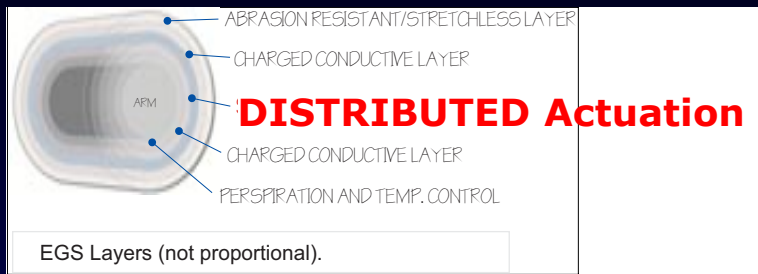 ABRASION RESISTANT/STRETCHLESS LAYER
CHARGED CONDUCTIVE LAYER
ARM
DISTRIBUTED Actuation
CHARGED CONDUCTIVE LAYER
PERSPIRATION AND TEMP. CONTROL
EGS Layers (not proportional).